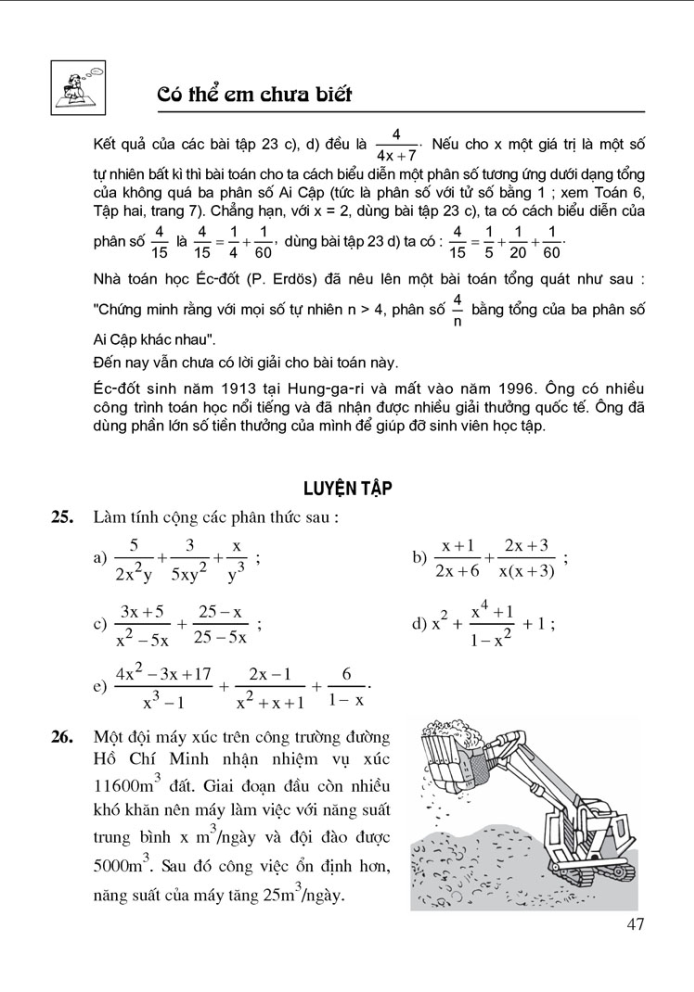 Có thể em chưa biết
Kết quả của các bài tập 23 c), d) đều là 4/(4x + 7). Nếu cho x một giá trị là một số
tự nhiên bất kì thì bài toán cho ta cách biểu diễn một phân số tương ứng dưới dạng tổng
của không quá ba phân số Ai Cập (tức là phân số với tử số bằng 1 ; xem Toán 6,
Tập hai, trang 7). Chẳng hạn, với x = 2, dùng bài tập 23 c), ta có cách biểu diễn của
phân số 4/15 là 4/15 = 1/4 + 1/60, dùng bài tập 23 d) ta có : 4/15 = 1/5 + 1/20 + 1/60.
Nhà toán học Éc-đốt (P. Erdös) đã nêu lên một bài toán tổng quát như sau :
"Chứng minh rằng với mọi số tự nhiên n > 4, phân số 4/n bằng tổng của ba phân số
Ai Cập khác nhau".
Đến nay vẫn chưa có lời giải cho bài toán này.
Éc-đốt sinh năm 1913 tại Hung-ga-ri và mất vào năm 1996. Ông có nhiều
công trình toán học nổi tiếng và đã nhận được nhiều giải thưởng quốc tế. Ông đã
dùng phần lớn số tiền thưởng của mình để giúp đỡ sinh viên học tập.
LUYỆN TẬP
25. Làm tính cộng các phân thức sau :
a) 5/(2x²y) + 3/(5xy²) + x/y³ ; b) (x + 1)/(2x + 6) + (2x + 3)/(x(x + 3)) ;
c) (3x + 5)/(x² − 5x) + (25 − x)/(25 − 5x) ; d) x² + (x⁴ + 1)/(1 − x²) + 1 ;
e) (4x² − 3x + 17)/(x³ − 1) + (2x − 1)/(x² + x + 1) + 6/(1 − x).
26. Một đội máy xúc trên công trường đường
Hồ Chí Minh nhận nhiệm vụ xúc
11600m³ đất. Giai đoạn đầu còn nhiều
khó khăn nên máy làm việc với năng suất
trung bình x m³/ngày và đội đào được
5000m³. Sau đó công việc ổn định hơn,
năng suất của máy tăng 25m³/ngày.
47